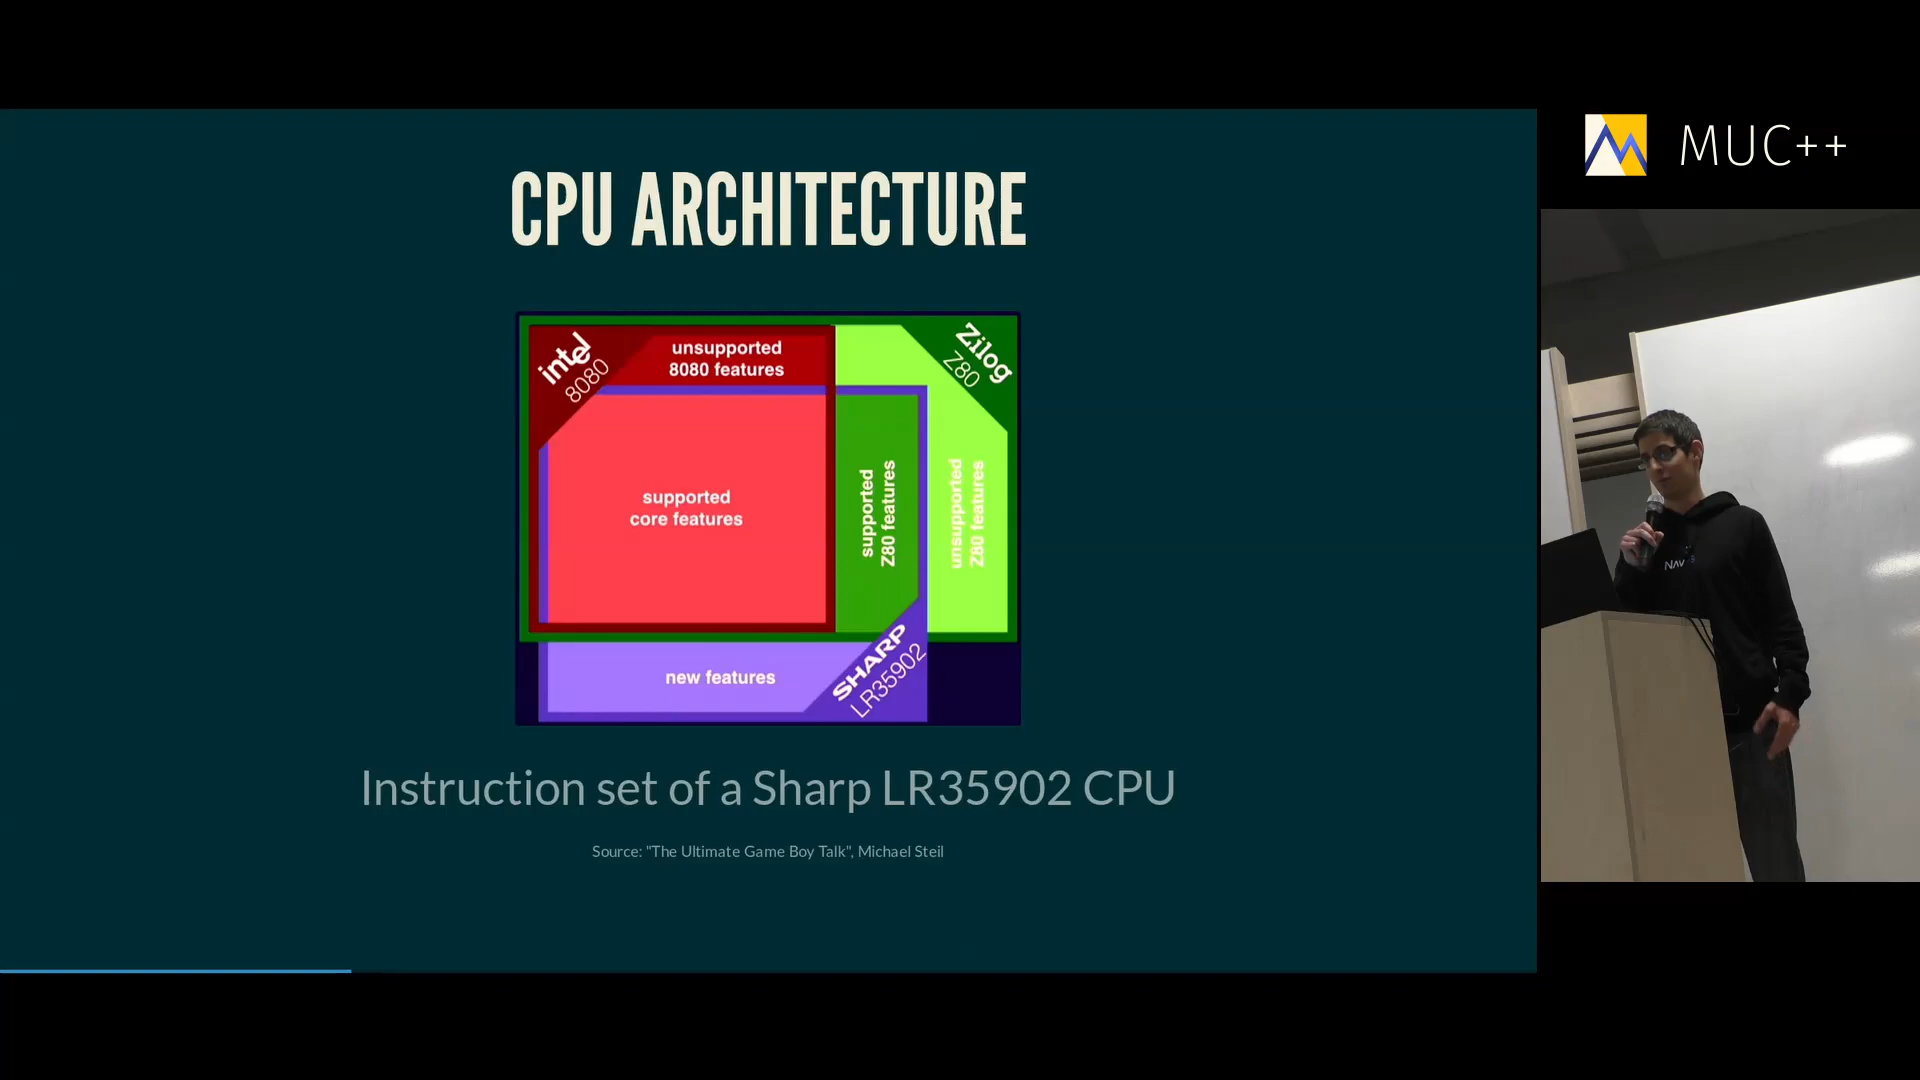 MUC++
CPU ARCHITECTURE
intel
8080
unsupported
8080 features
Zilog
Z80
supported
core features
supported
Z80 features
unsupported
Z80 features
new features
SHARP
LR35902
Instruction set of a Sharp LR35902 CPU
Source: "The Ultimate Game Boy Talk", Michael Steil